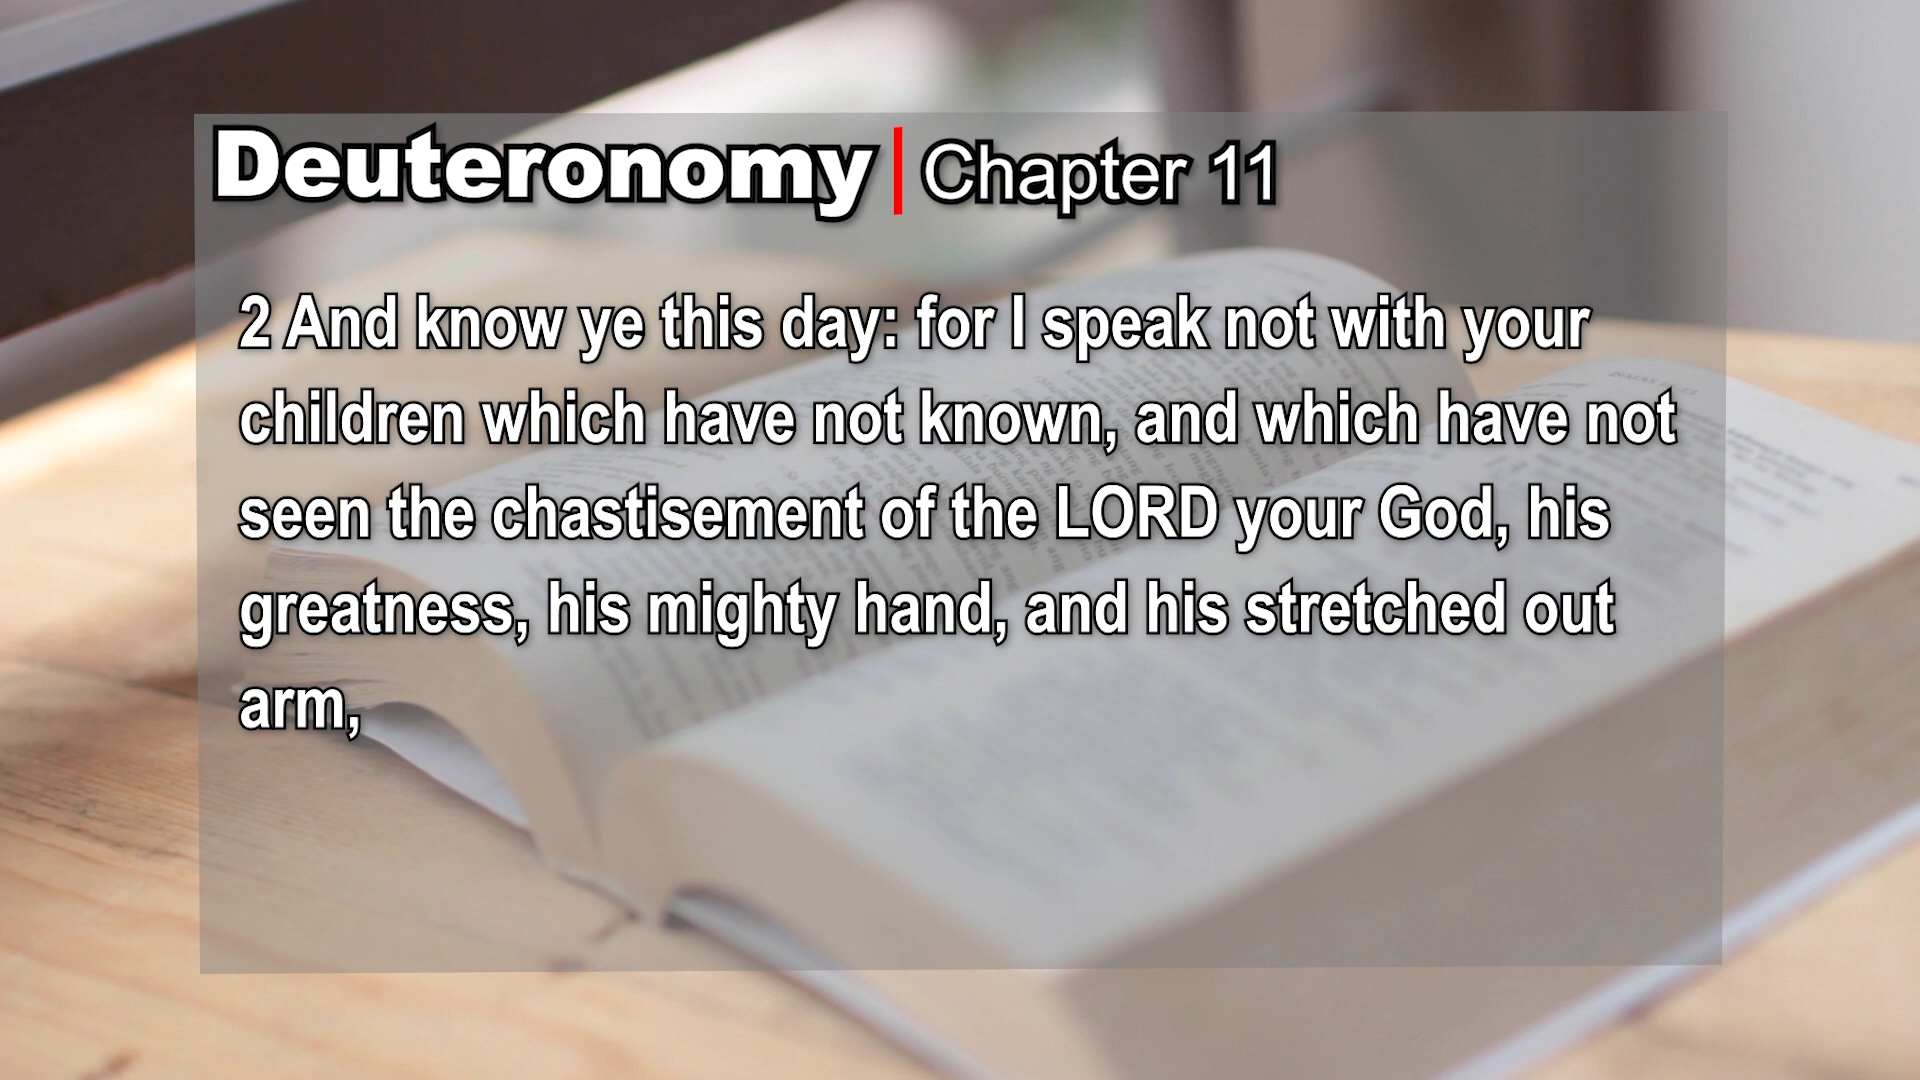 Deuteronomy | Chapter 11
2 And know ye this day: for I speak not with your
children which have not known, and which have not
seen the chastisement of the LORD your God, his
greatness, his mighty hand, and his stretched out
arm,